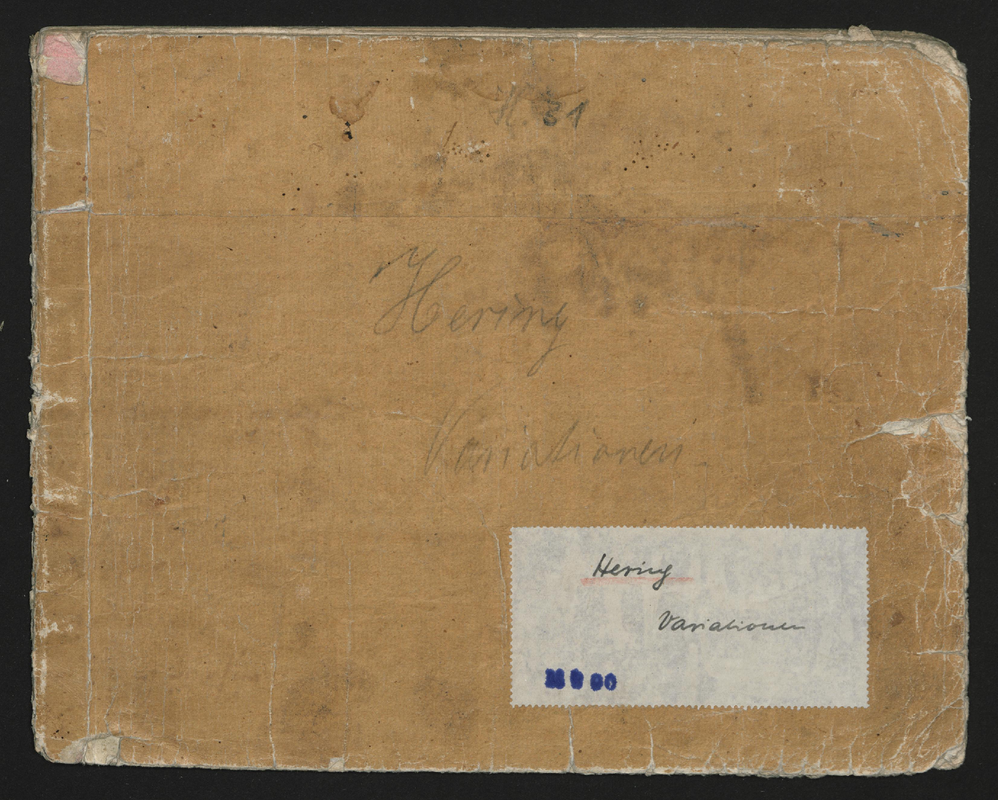 31
Hering
Variationen
Hering
Variationen